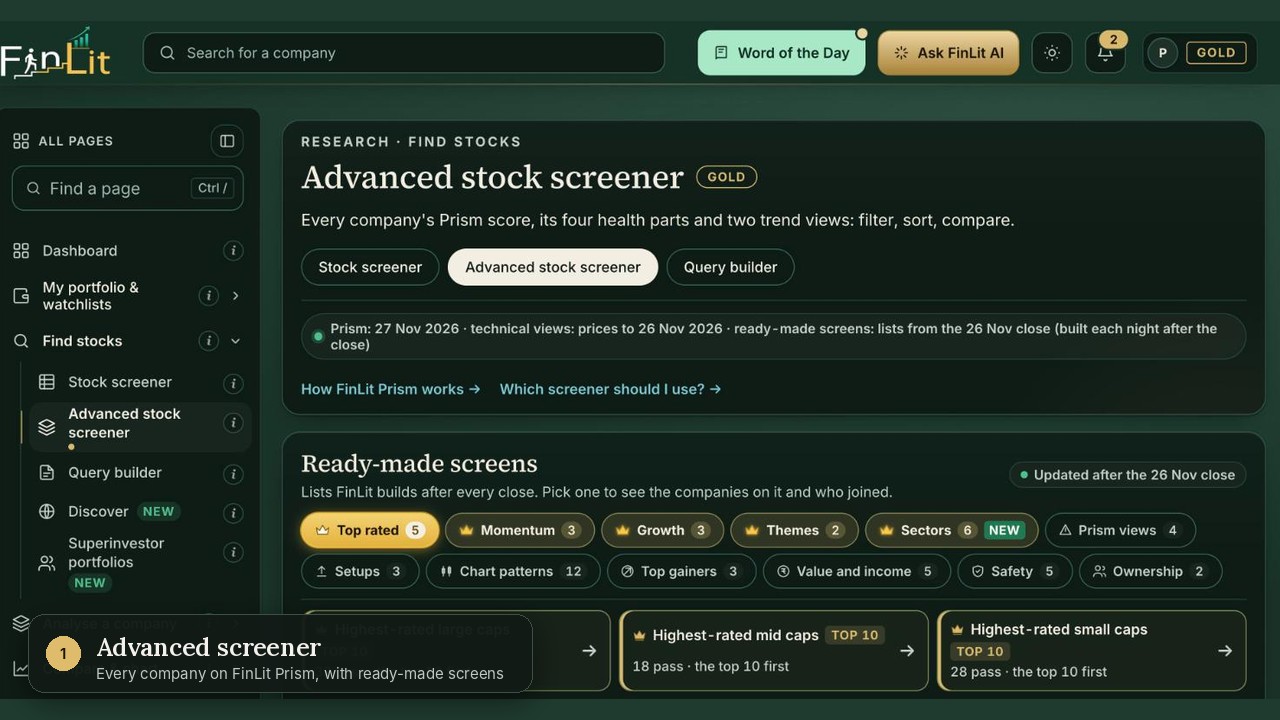 FinLit
Search for a company
Word of the Day
Ask FinLit AI
2
P
GOLD
ALL PAGES
Find a page
Ctrl /
Dashboard
My portfolio &
watchlists
Find stocks
Stock screener
Advanced stock
screener
Query builder
Discover NEW
Superinvestor
portfolios
NEW
Analyse a company
RESEARCH · FIND STOCKS
Advanced stock screener GOLD
Every company's Prism score, its four health parts and two trend views: filter, sort, compare.
Stock screener
Advanced stock screener
Query builder
Prism: 27 Nov 2026 · technical views: prices to 26 Nov 2026 · ready-made screens: lists from the 26 Nov close (built each night after the
close)
How FinLit Prism works →
Which screener should I use? →
Ready-made screens
Lists FinLit builds after every close. Pick one to see the companies on it and who joined.
Updated after the 26 Nov close
Top rated 5
Momentum 3
Growth 3
Themes 2
Sectors 6 NEW
Prism views 4
Setups 3
Chart patterns 12
Top gainers 3
Value and income 5
Safety 5
Ownership 2
Highest-rated large caps
TOP 10
Highest-rated mid caps TOP 10
18 pass · the top 10 first
Highest-rated small caps
TOP 10
28 pass · the top 10 first
1
Advanced screener
Every company on FinLit Prism, with ready-made screens